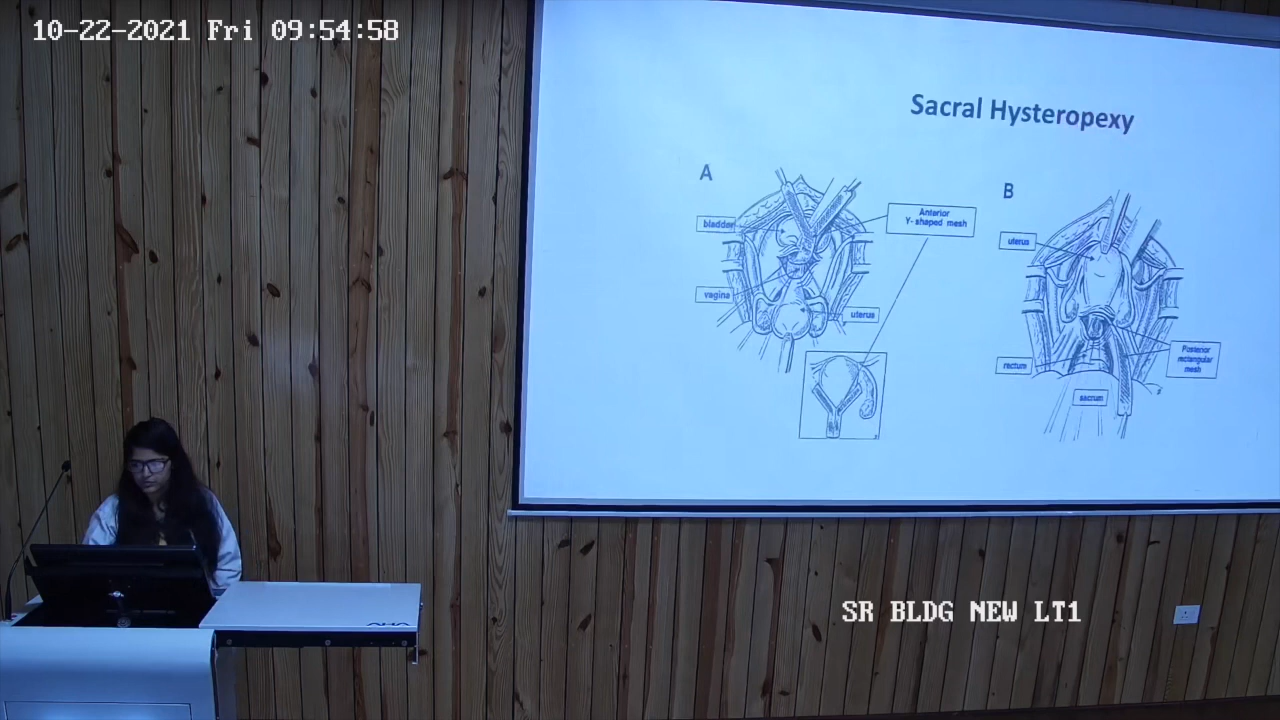 10-22-2021 Fri 09:54:58
Sacral Hysteropexy
A
B
bladder
Anterior
Y-shaped mesh
uterus
vagina
uterus
Posterior
rectangular
mesh
rectum
sacrum
AHA
SR BLDG NEW LT1